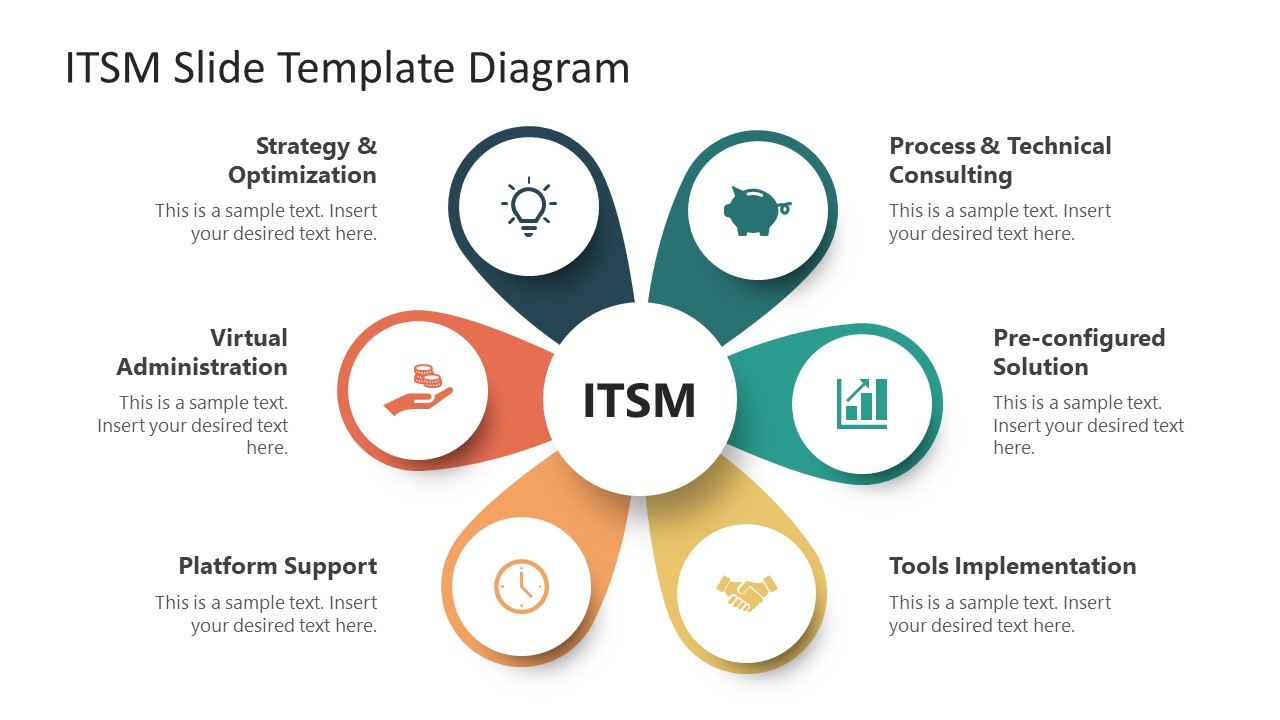 ITSM Slide Template Diagram
Strategy &
Optimization
This is a sample text. Insert
your desired text here.
Process & Technical
Consulting
This is a sample text. Insert
your desired text here.
Virtual
Administration
This is a sample text.
Insert your desired text
here.
ITSM
Pre-configured
Solution
This is a sample text.
Insert your desired text
here.
Platform Support
This is a sample text. Insert
your desired text here.
Tools Implementation
This is a sample text. Insert
your desired text here.